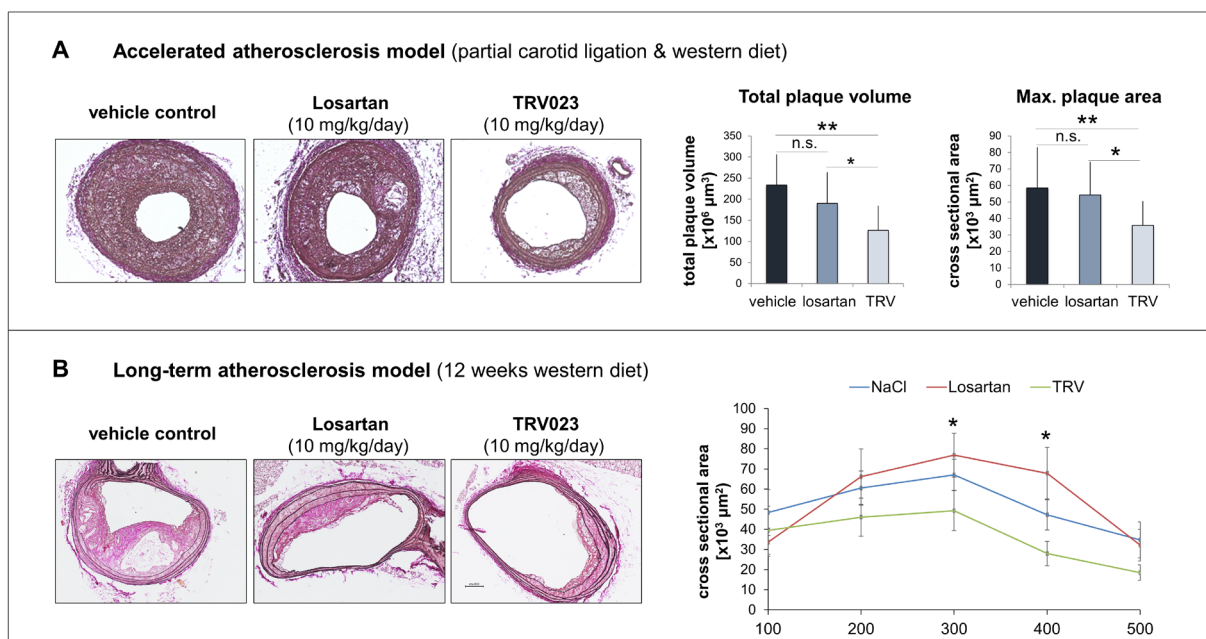 A Accelerated atherosclerosis model (partial carotid ligation & western diet)
vehicle control
Losartan
(10 mg/kg/day)
TRV023
(10 mg/kg/day)
Total plaque volume
total plaque volume
[x10⁶ µm³]
350
300
250
200
150
100
50
0
**
n.s.
*
vehicle losartan TRV
Max. plaque area
cross sectional area
[x10³ µm²]
90
80
70
60
50
40
30
20
10
0
**
n.s.
*
vehicle losartan TRV
B Long-term atherosclerosis model (12 weeks western diet)
vehicle control
Losartan
(10 mg/kg/day)
TRV023
(10 mg/kg/day)
NaCl Losartan TRV
cross sectional area
[x10³ µm²]
100
90
80
70
60
50
40
30
20
10
0
* *
100 200 300 400 500